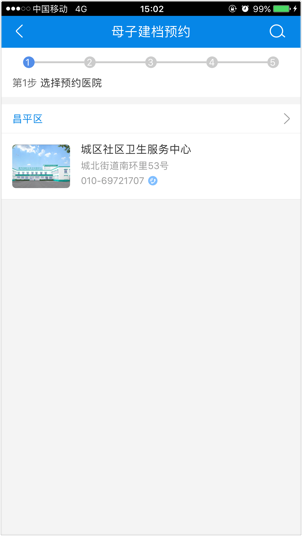 中国移动 4G 15:02 99%
母子建档预约
1 2 3 4 5
第1步 选择预约医院
昌平区
城区社区卫生服务中心
城北街道南环里53号
010-69721707